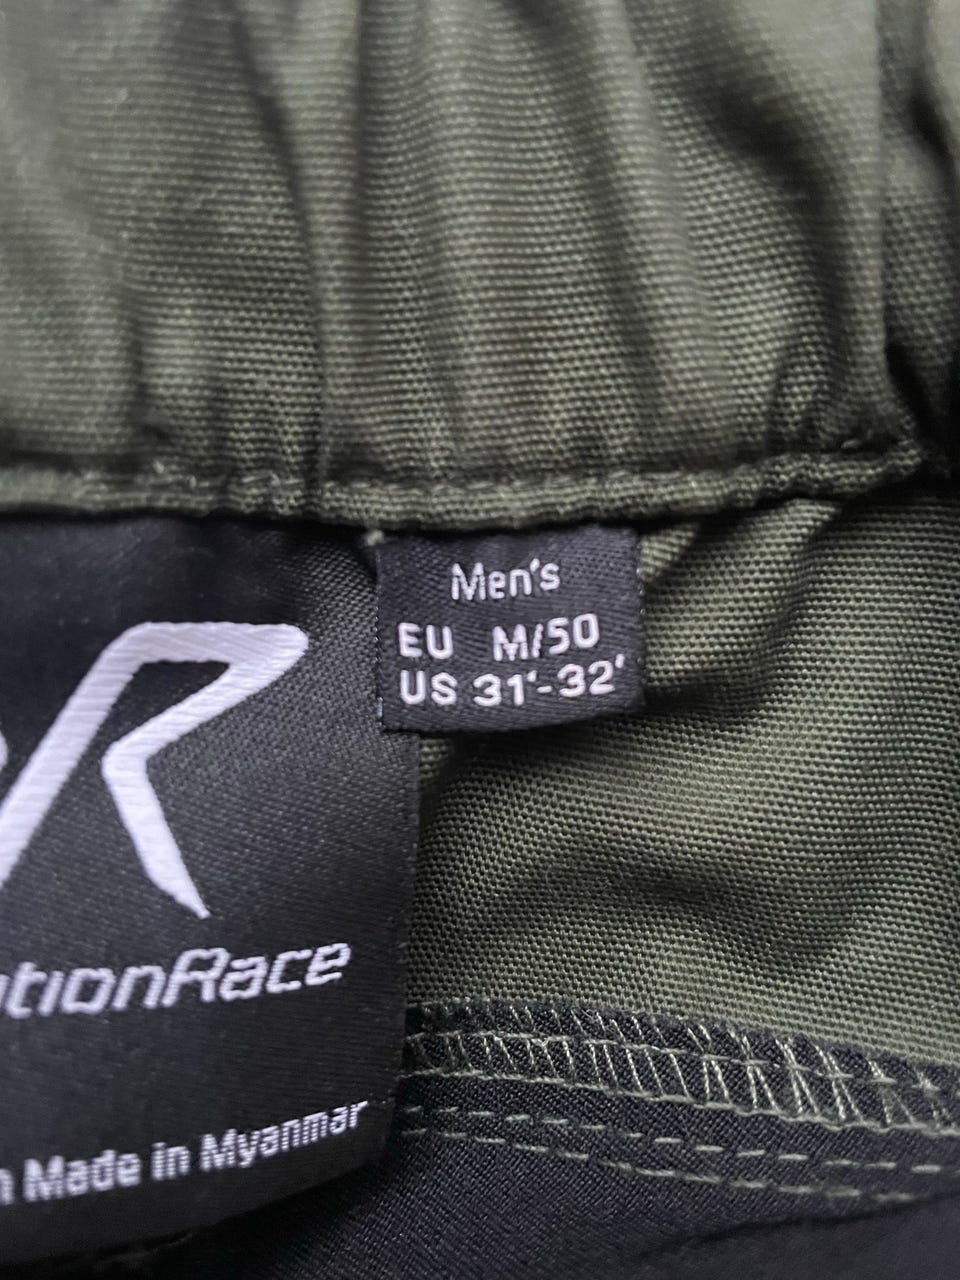 Men's
EU M/50
US 31'-32'
R
tionRace
Made in Myanmar